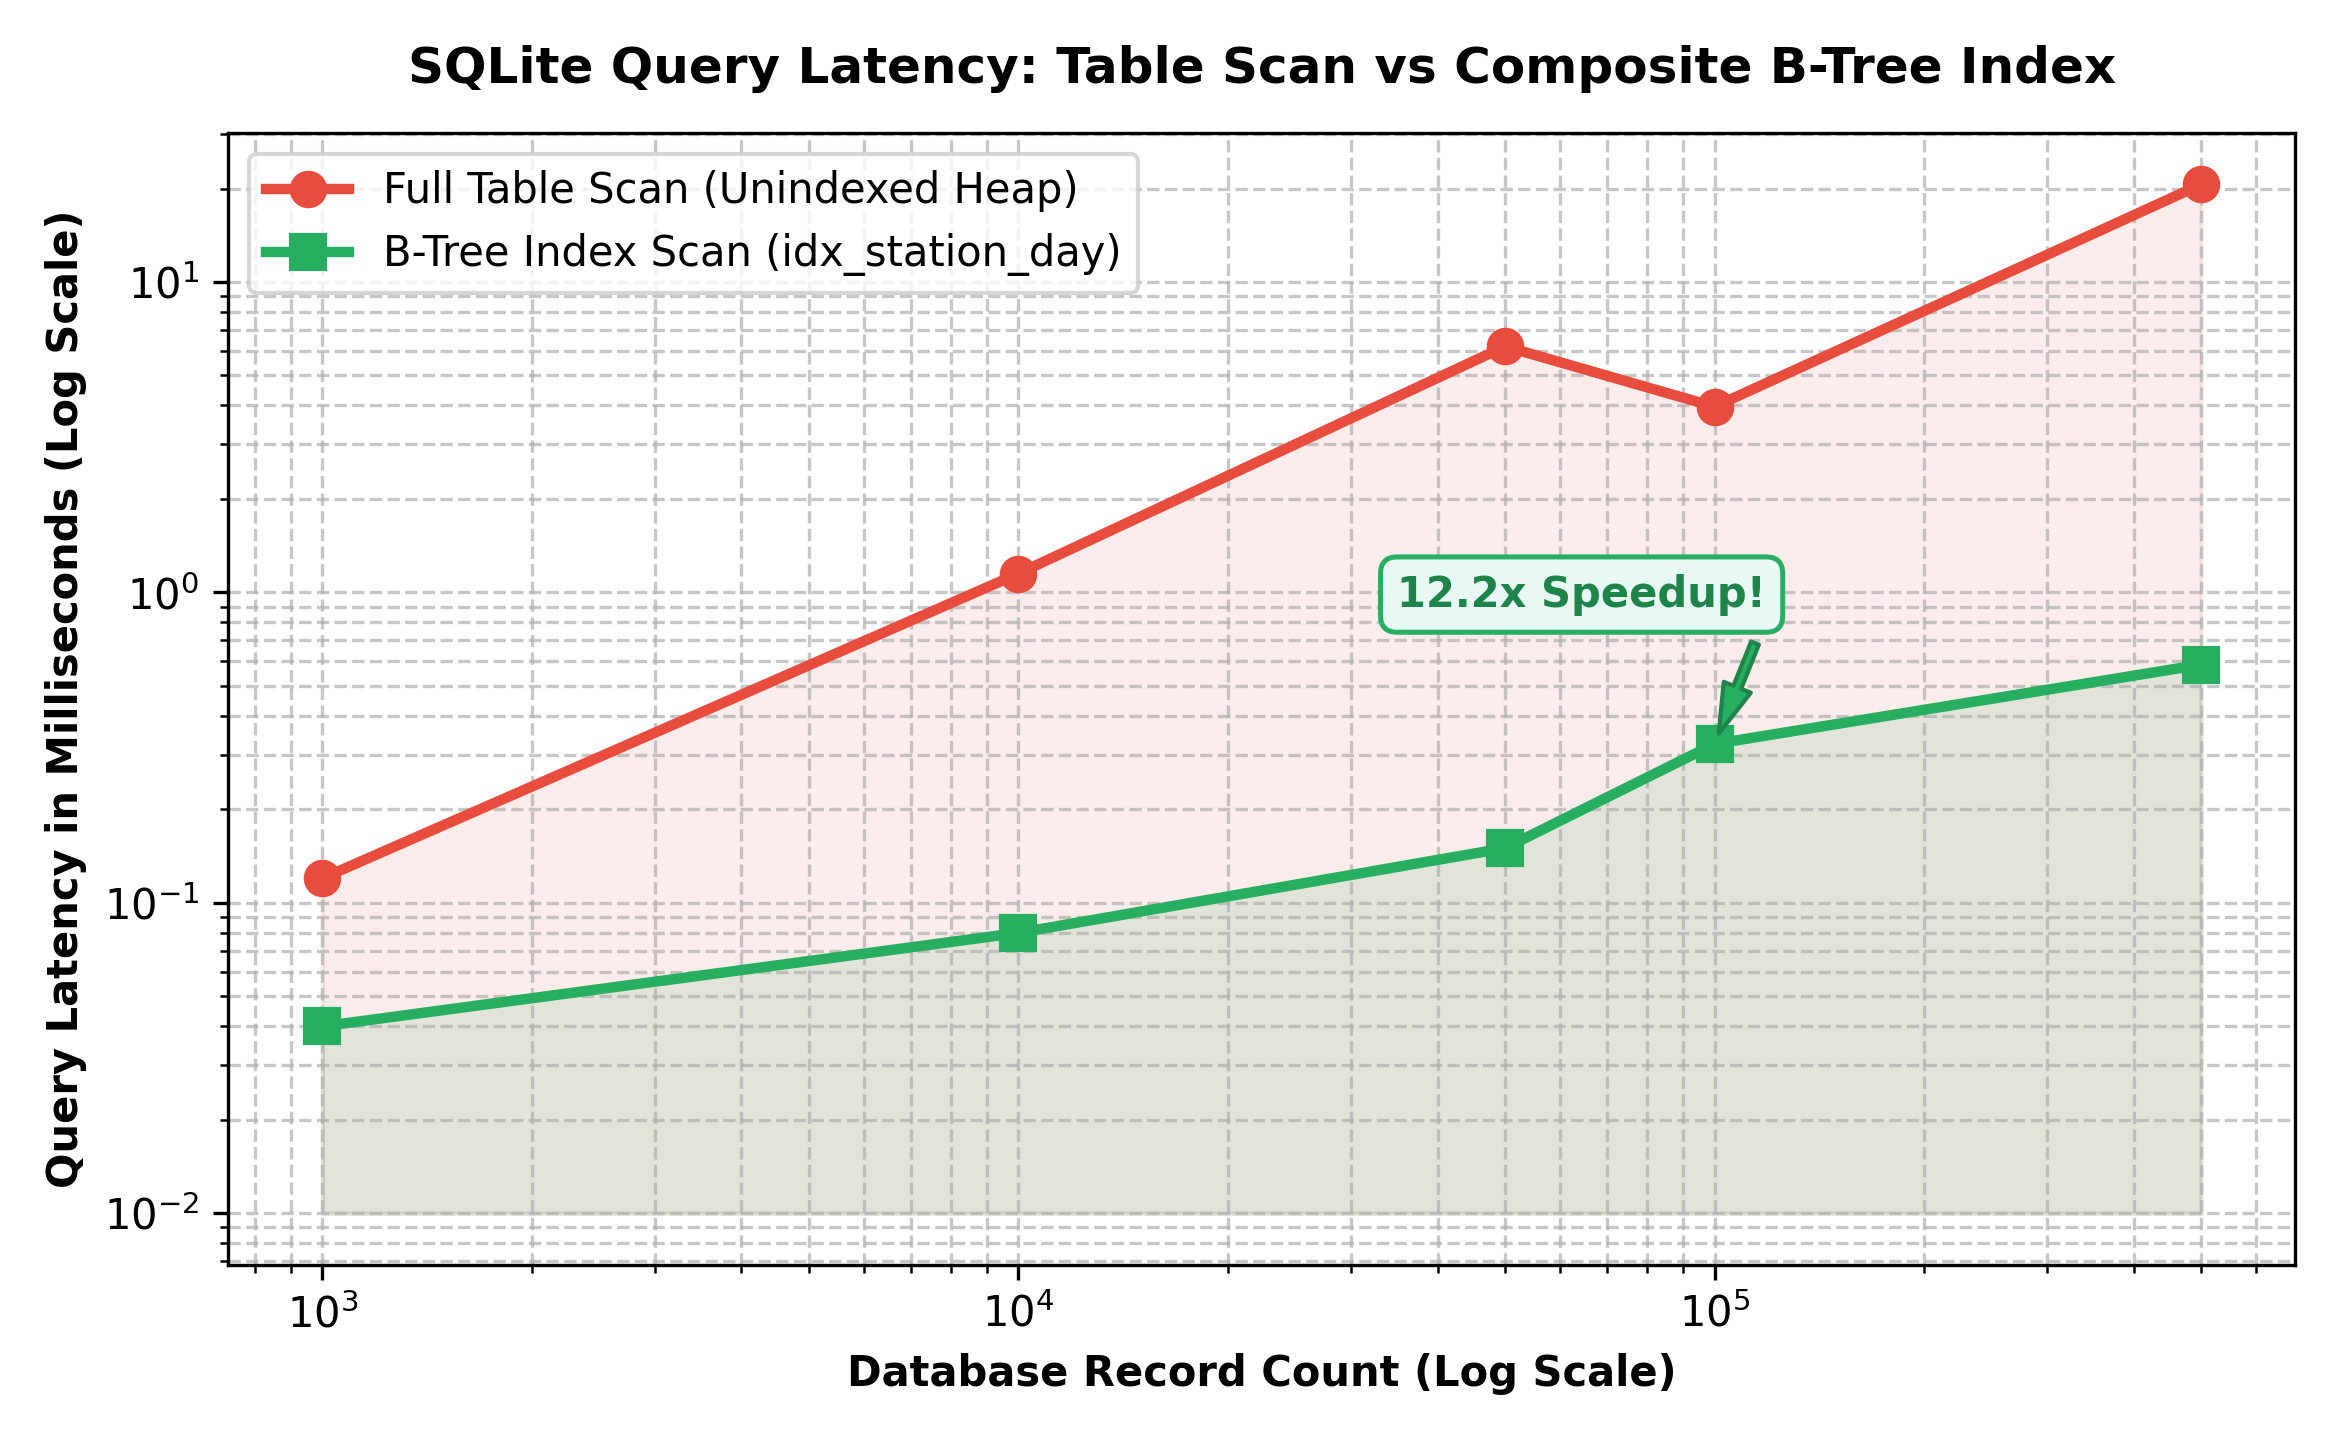 SQLite Query Latency: Table Scan vs Composite B-Tree Index
Full Table Scan (Unindexed Heap)
B-Tree Index Scan (idx_station_day)
Query Latency in Milliseconds (Log Scale)
10¹
10⁰
10⁻¹
10⁻²
12.2x Speedup!
10³
10⁴
10⁵
Database Record Count (Log Scale)